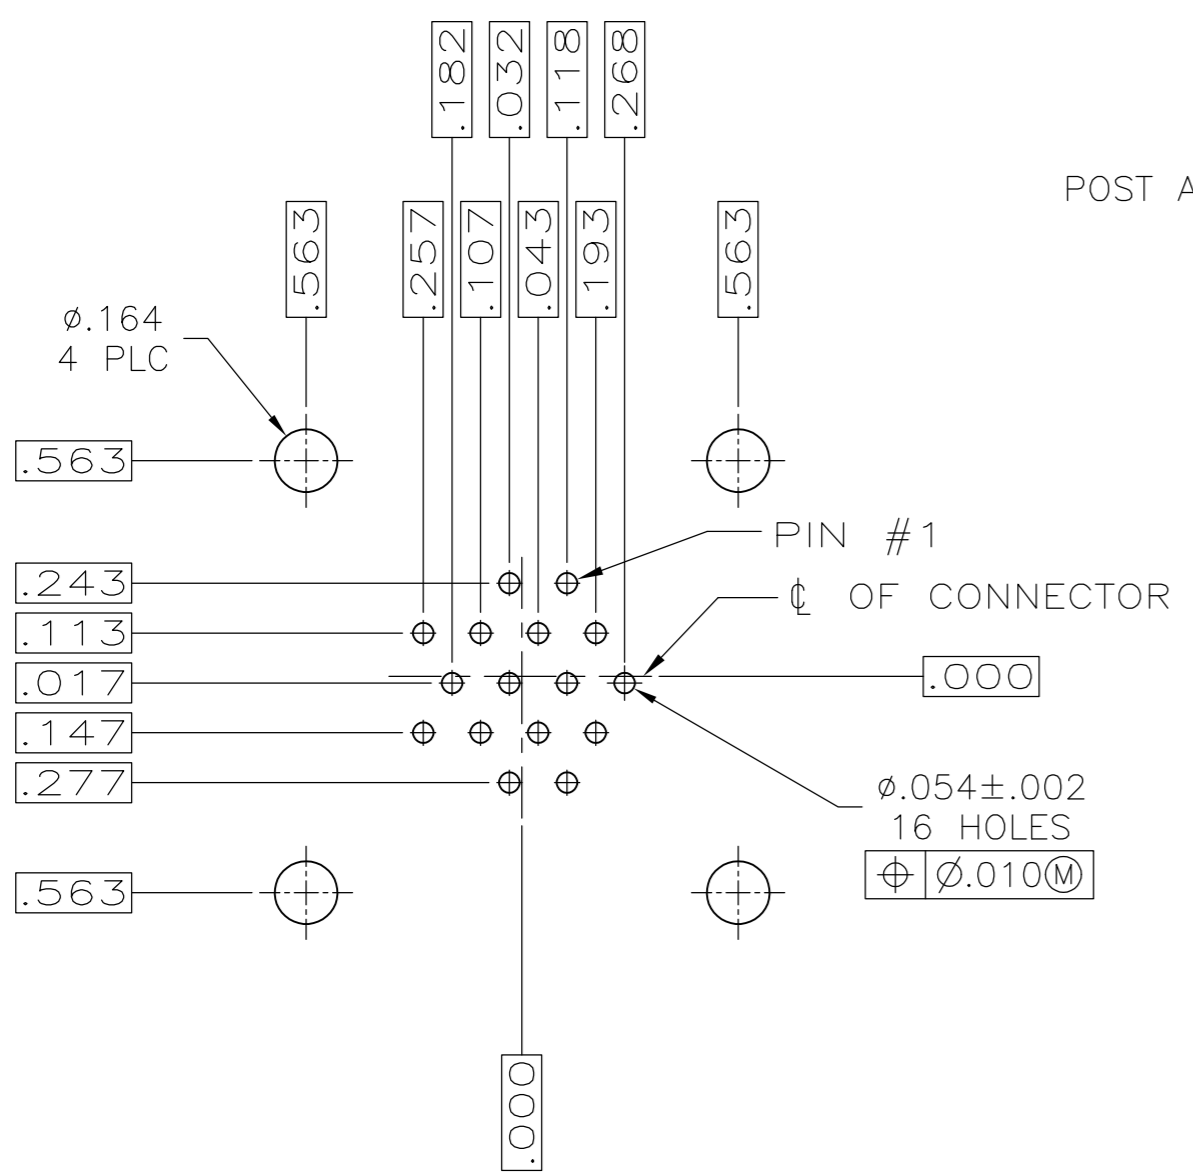 .182
.032
.118
.268
POST A
.563
.257
.107
.043
.193
.563
ø.164
4 PLC
.563
PIN #1
.243
℄ OF CONNECTOR
.113
.017
.000
.147
.277
ø.054±.002
16 HOLES
⌖ Ø.010Ⓜ
.563
.000